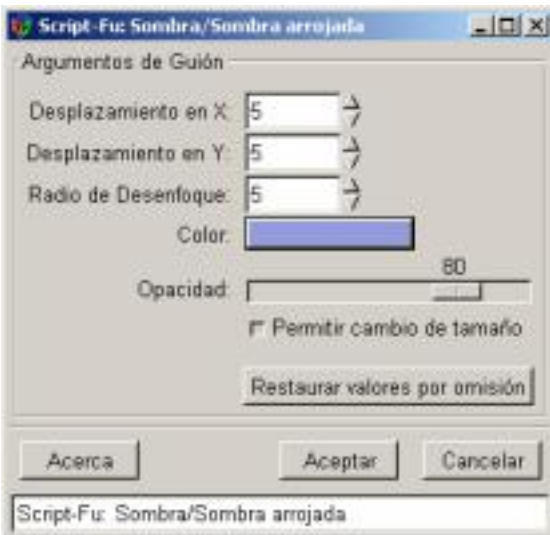 Script-Fu: Sombra/Sombra arrojada
Argumentos de Guión
Desplazamiento en X: 5
Desplazamiento en Y: 5
Radio de Desenfoque: 5
Color:
80
Opacidad:
Permitir cambio de tamaño
Restaurar valores por omisión
Acerca Aceptar Cancelar
Script-Fu: Sombra/Sombra arrojada